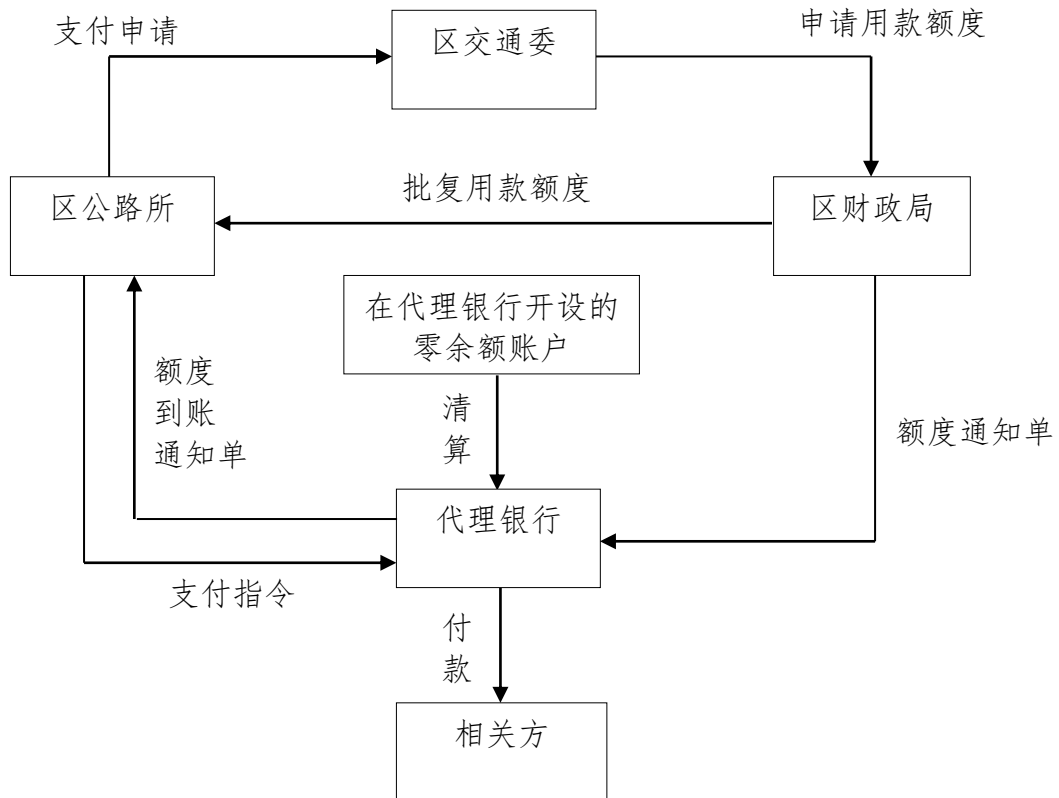 支付申请
区交通委
申请用款额度
区公路所
批复用款额度
区财政局
在代理银行开设的
零余额账户
额度
到账
通知单
清
算
额度通知单
代理银行
支付指令
付
款
相关方